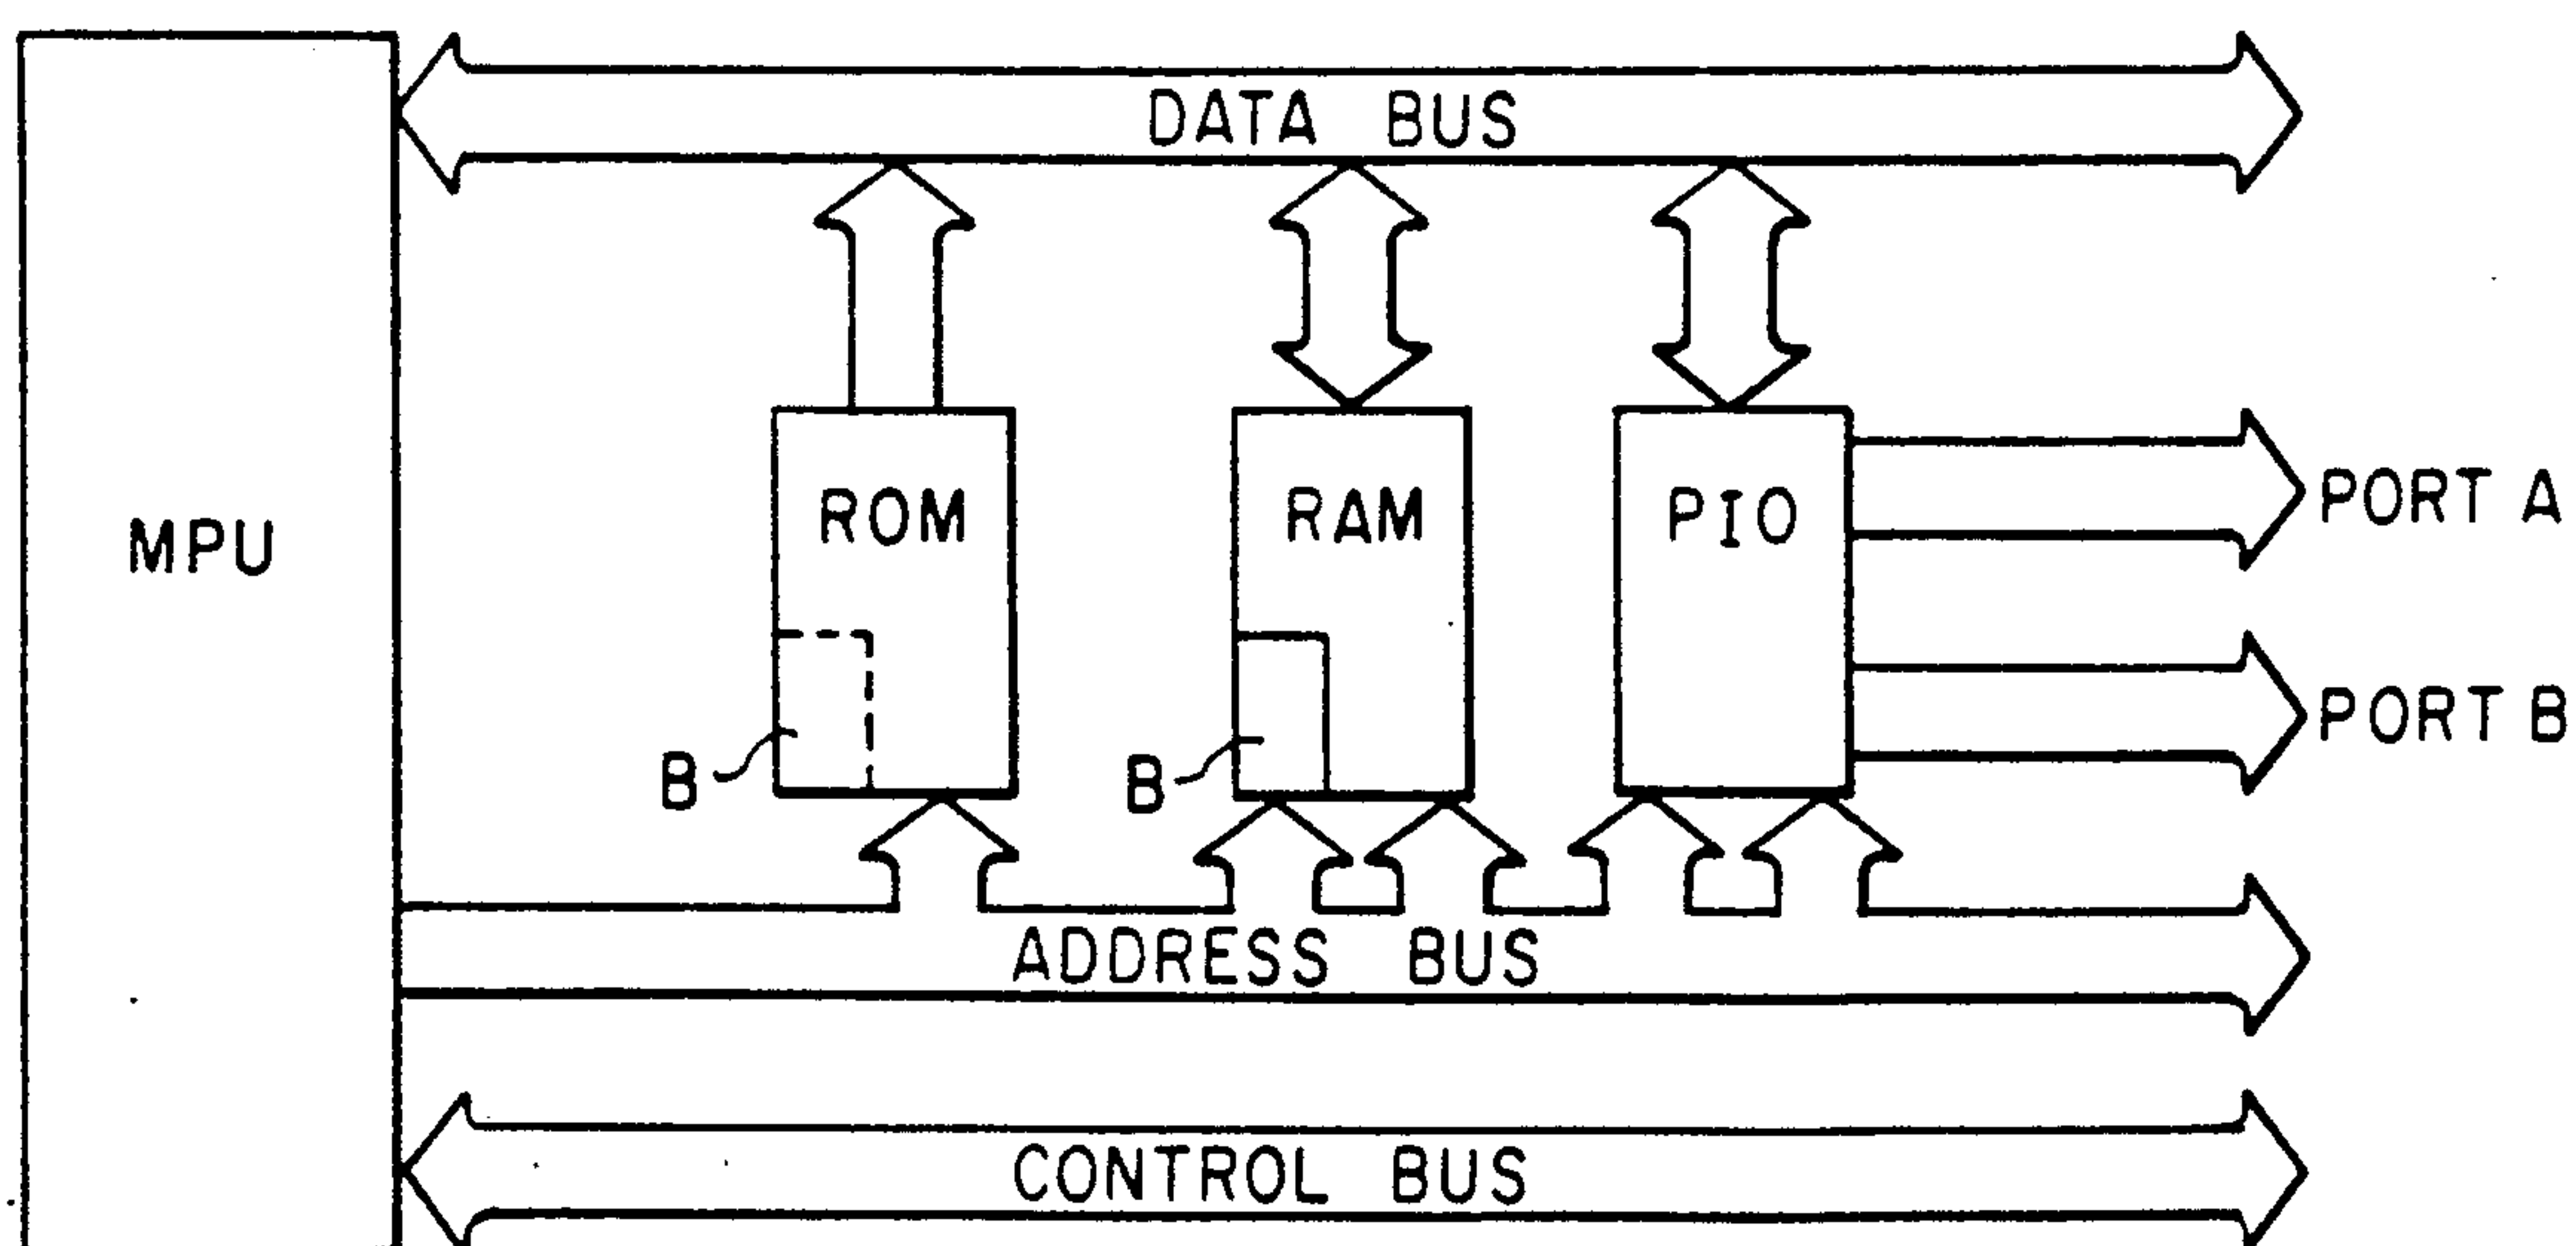 DATA BUS
MPU
ROM
RAM
PIO
PORT A
B
B
PORT B
ADDRESS BUS
CONTROL BUS